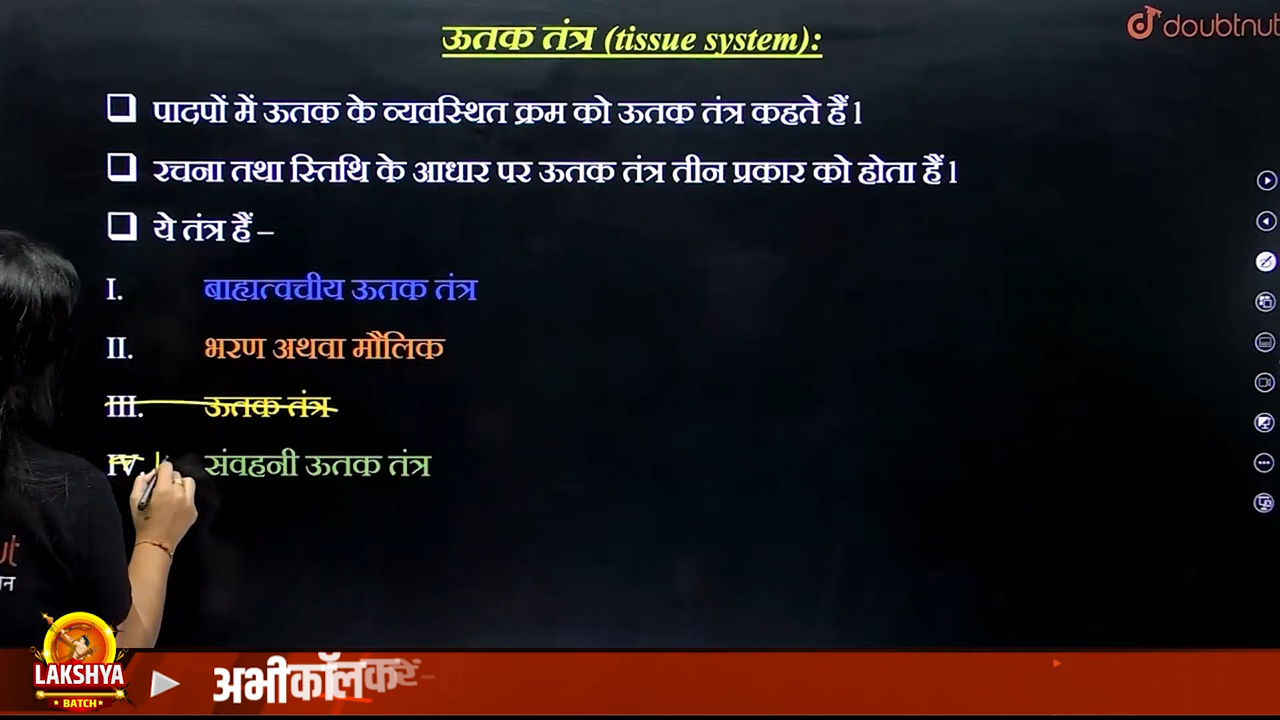 ऊतक तंत्र (tissue system):
doubtnut
❑ पादपों में ऊतक के व्यवस्थित क्रम को ऊतक तंत्र कहते हैं l
❑ रचना तथा स्तिथि के आधार पर ऊतक तंत्र तीन प्रकार को होता हैं l
❑ ये तंत्र हैं –
I. बाह्यत्वचीय ऊतक तंत्र
II. भरण अथवा मौलिक
III. ऊतक तंत्र
IV. संवहनी ऊतक तंत्र
LAKSHYA
BATCH
अभी कॉल करें-